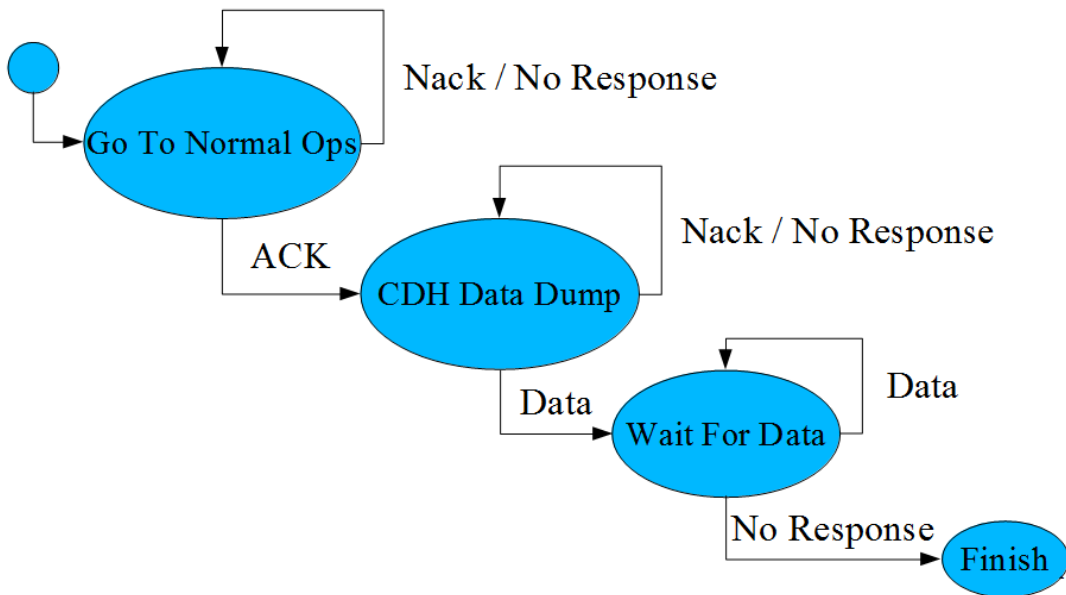 Nack / No Response
Go To Normal Ops
Nack / No Response
ACK
CDH Data Dump
Data
Data
Wait For Data
No Response
Finish